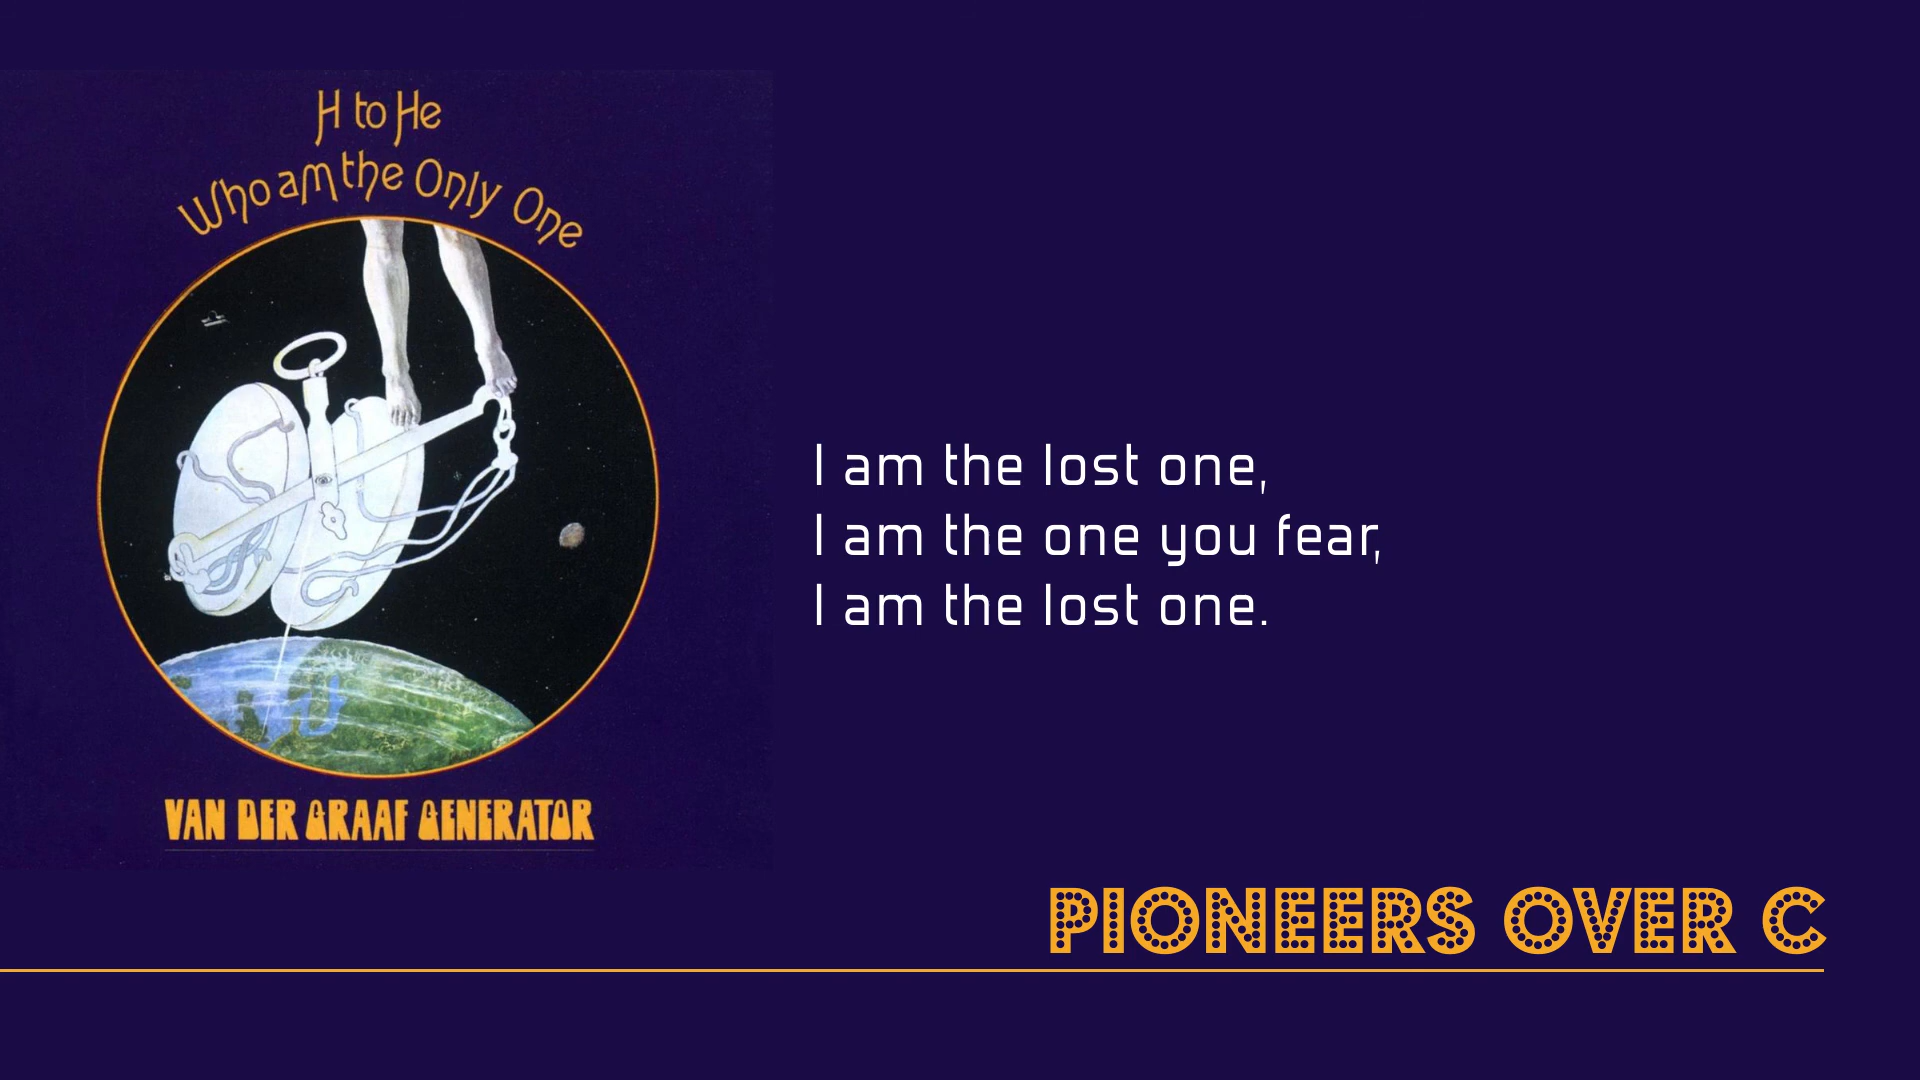 H to He
Who am the Only One
VAN DER GRAAF GENERATOR
I am the lost one,
I am the one you fear,
I am the lost one.
PIONEERS OVER C